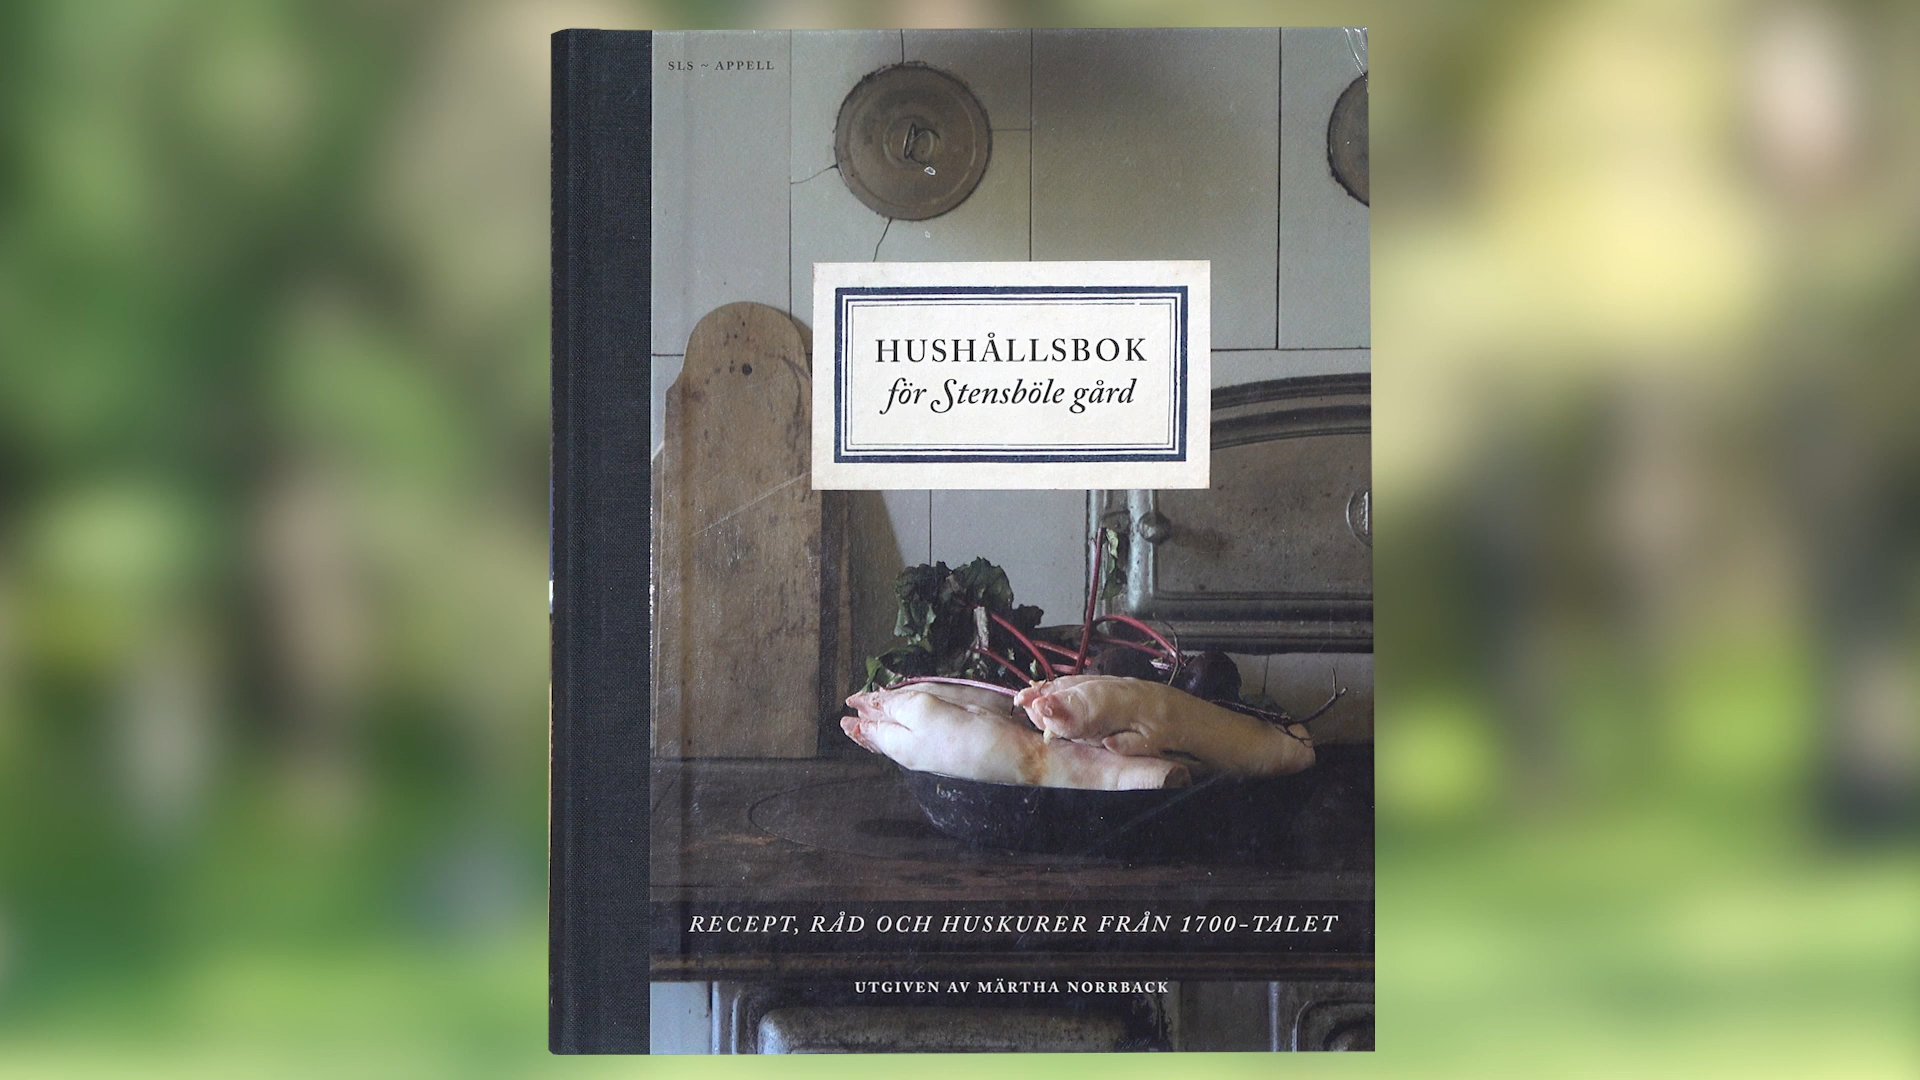 SLS ~ APPELL
HUSHÅLLSBOK
för Stensböle gård
RECEPT, RÅD OCH HUSKURER FRÅN 1700-TALET
UTGIVEN AV MÄRTHA NORRBACK